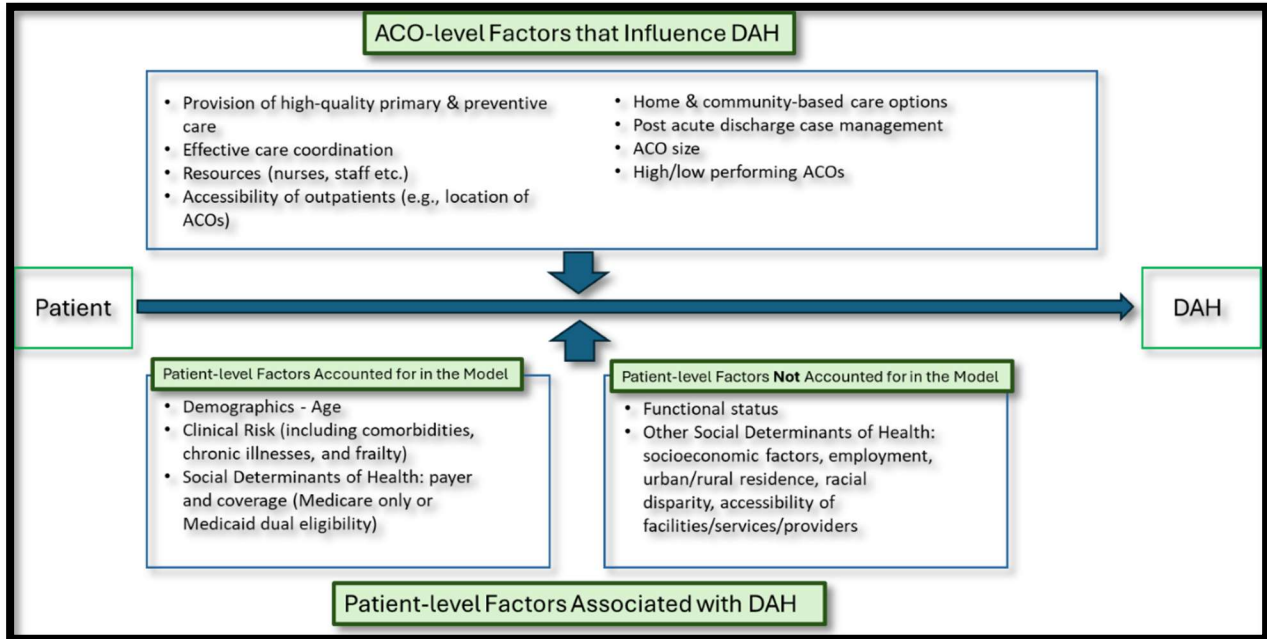 ACO-level Factors that Influence DAH
• Provision of high-quality primary & preventive
care
• Effective care coordination
• Resources (nurses, staff etc.)
• Accessibility of outpatients (e.g., location of
ACOs)
• Home & community-based care options
• Post acute discharge case management
• ACO size
• High/low performing ACOs
Patient
DAH
Patient-level Factors Accounted for in the Model
• Demographics - Age
• Clinical Risk (including comorbidities,
chronic illnesses, and frailty)
• Social Determinants of Health: payer
and coverage (Medicare only or
Medicaid dual eligibility)
Patient-level Factors Not Accounted for in the Model
• Functional status
• Other Social Determinants of Health:
socioeconomic factors, employment,
urban/rural residence, racial
disparity, accessibility of
facilities/services/providers
Patient-level Factors Associated with DAH